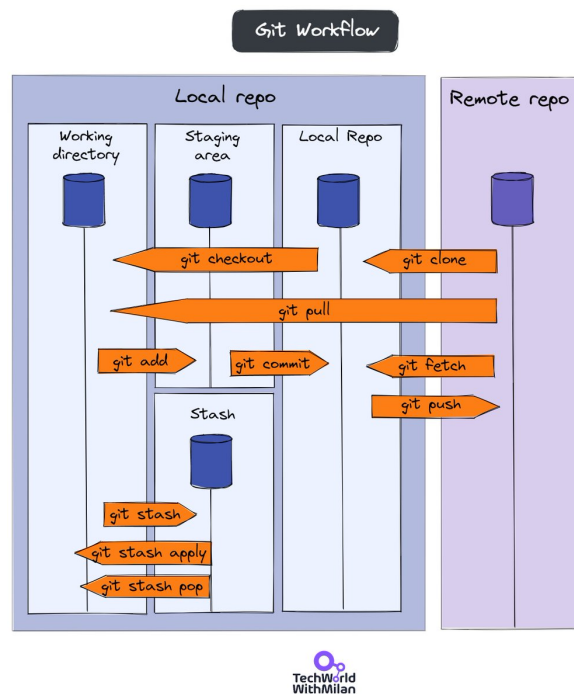 Git Workflow
Local repo
Remote repo
Working
directory
Staging
area
Local Repo
git checkout
git clone
git pull
git add
git commit
git fetch
git push
Stash
git stash
git stash apply
git stash pop
TechWorld
WithMilan